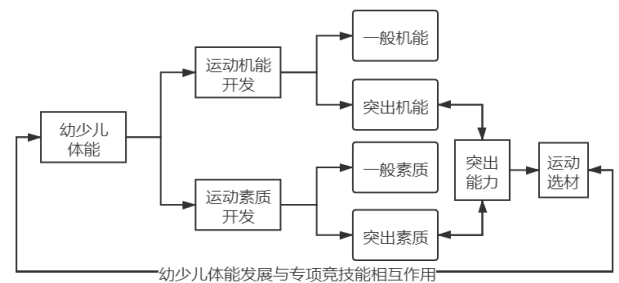 幼少儿
体能
运动机能
开发
运动素质
开发
一般机能
突出机能
一般素质
突出素质
突出
能力
运动
选材
幼少儿体能发展与专项竞技能相互作用